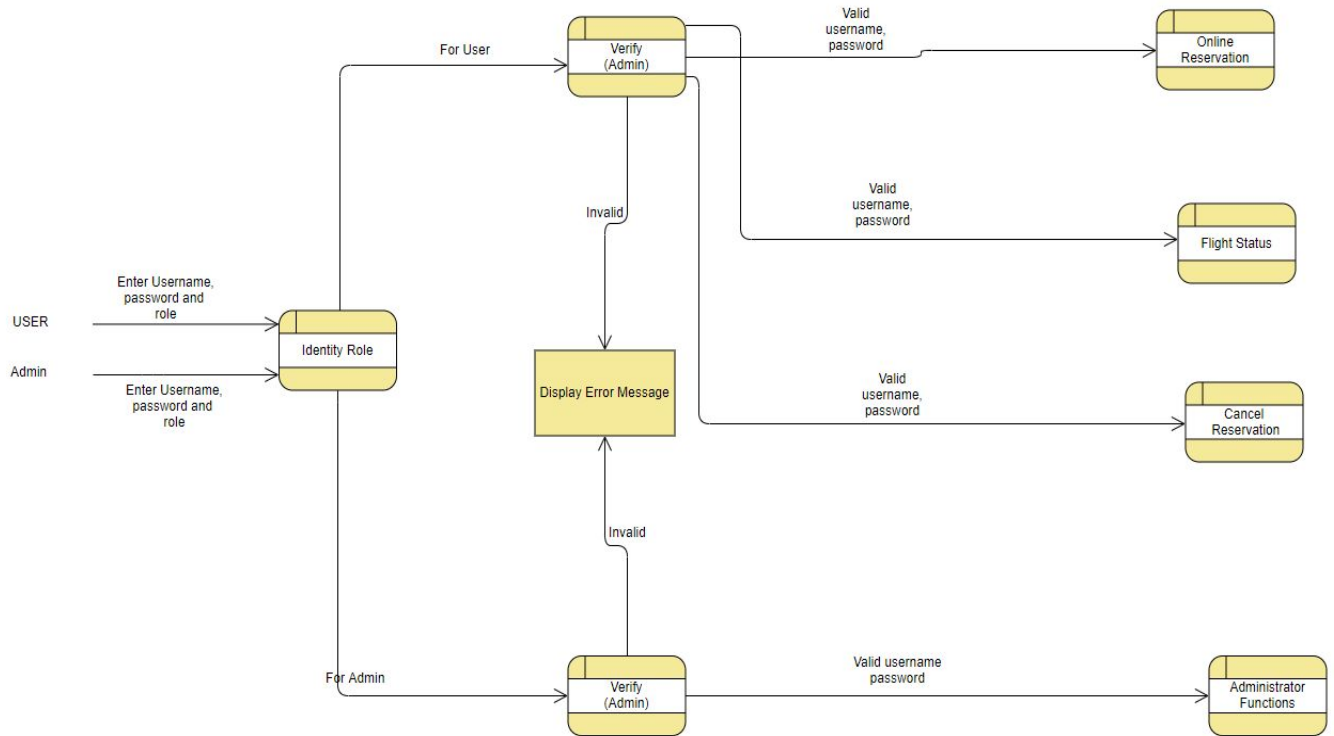 For User
Verify
(Admin)
Valid
username,
password
Online
Reservation
Invalid
Valid
username,
password
Flight Status
Enter Username,
password and
role
USER
Identity Role
Admin
Enter Username,
password and
role
Display Error Message
Valid
username,
password
Cancel
Reservation
Invalid
For Admin
Verify
(Admin)
Valid username
password
Administrator
Functions